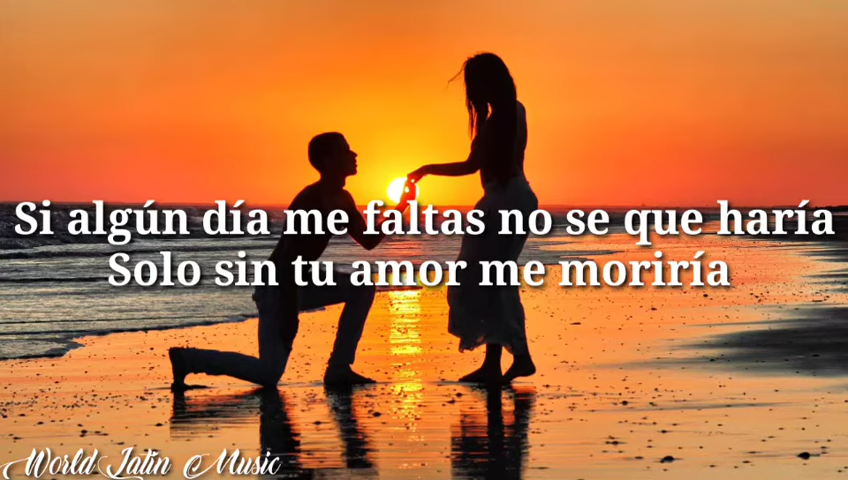 Si algún día me faltas no se que haría
Solo sin tu amor me moriría
World Latin Music